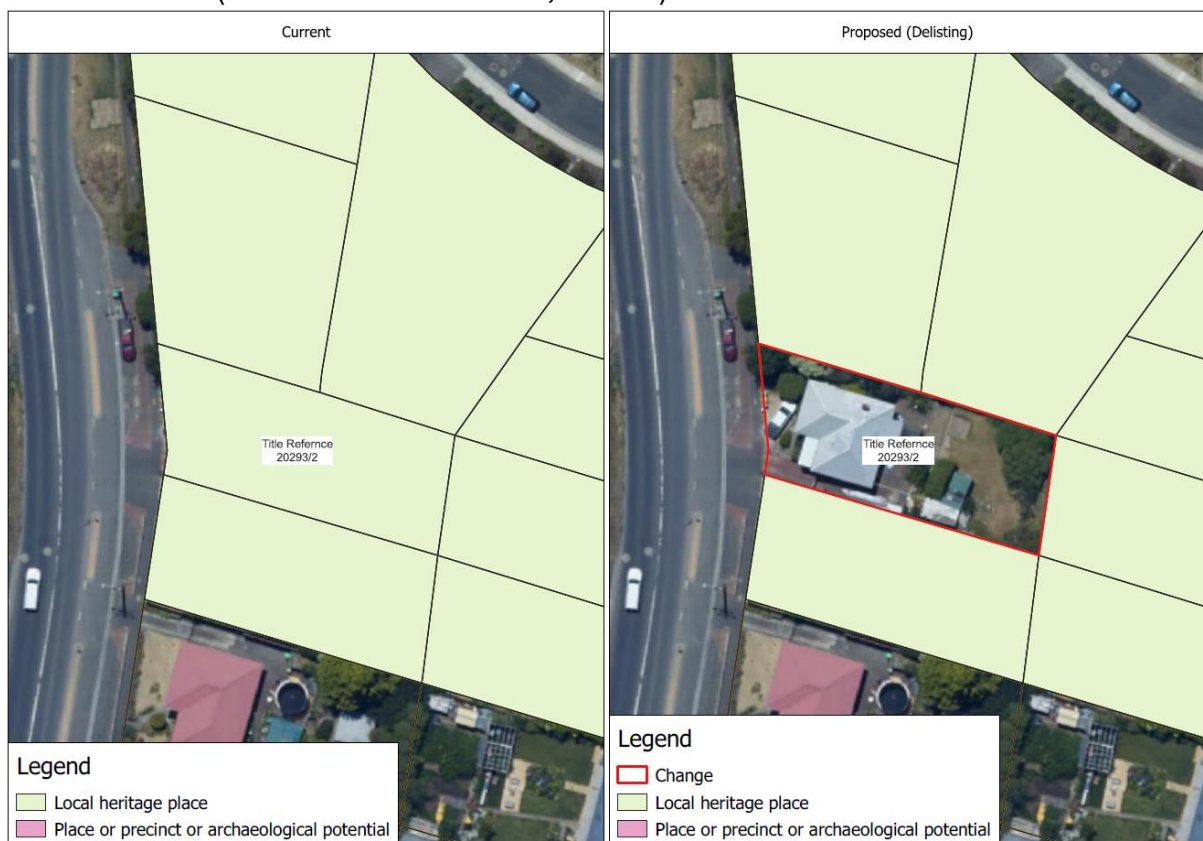 Current
Title Refernce
20293/2
Legend
Local heritage place
Place or precinct or archaeological potential
Proposed (Delisting)
Title Refernce
20293/2
Legend
Change
Local heritage place
Place or precinct or archaeological potential